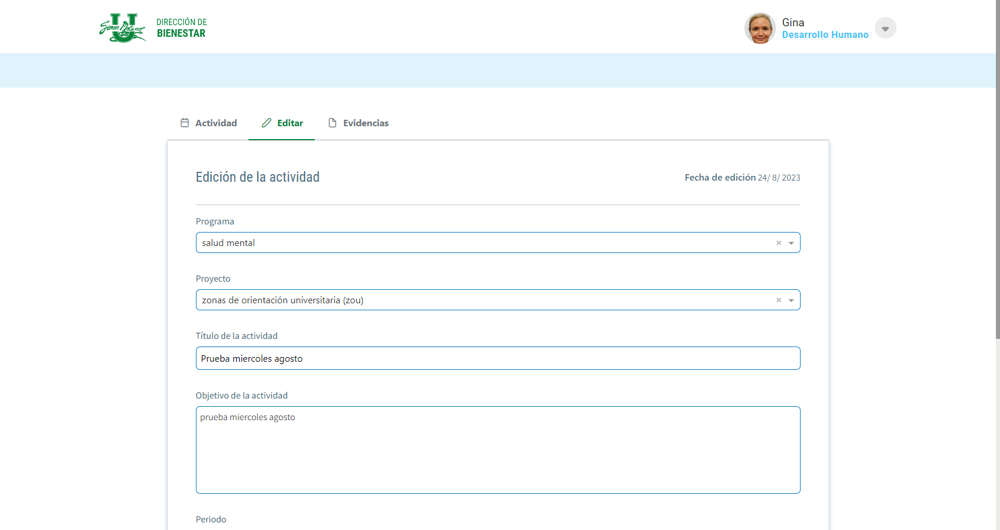 U
Simón Bolívar
DIRECCIÓN DE
BIENESTAR
Gina
Desarrollo Humano
Actividad
Editar
Evidencias
Edición de la actividad
Fecha de edición 24/ 8/ 2023
Programa
salud mental
Proyecto
zonas de orientación universitaria (zou)
Título de la actividad
Prueba miercoles agosto
Objetivo de la actividad
prueba miercoles agosto
Periodo